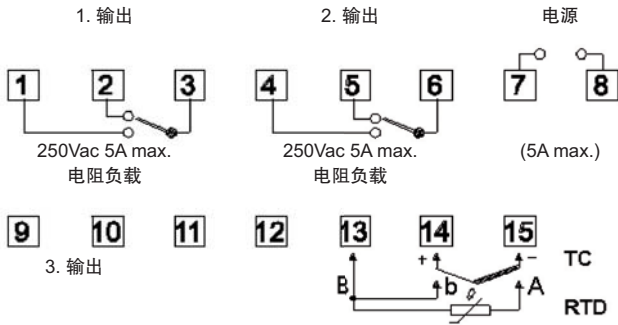 1. 输出 2. 输出 电源
1 2 3 4 5 6 7 8
250Vac 5A max. 250Vac 5A max. (5A max.)
电阻负载 电阻负载
9 10 11 12 13 14 15
3. 输出 + − TC
B b A
RTD